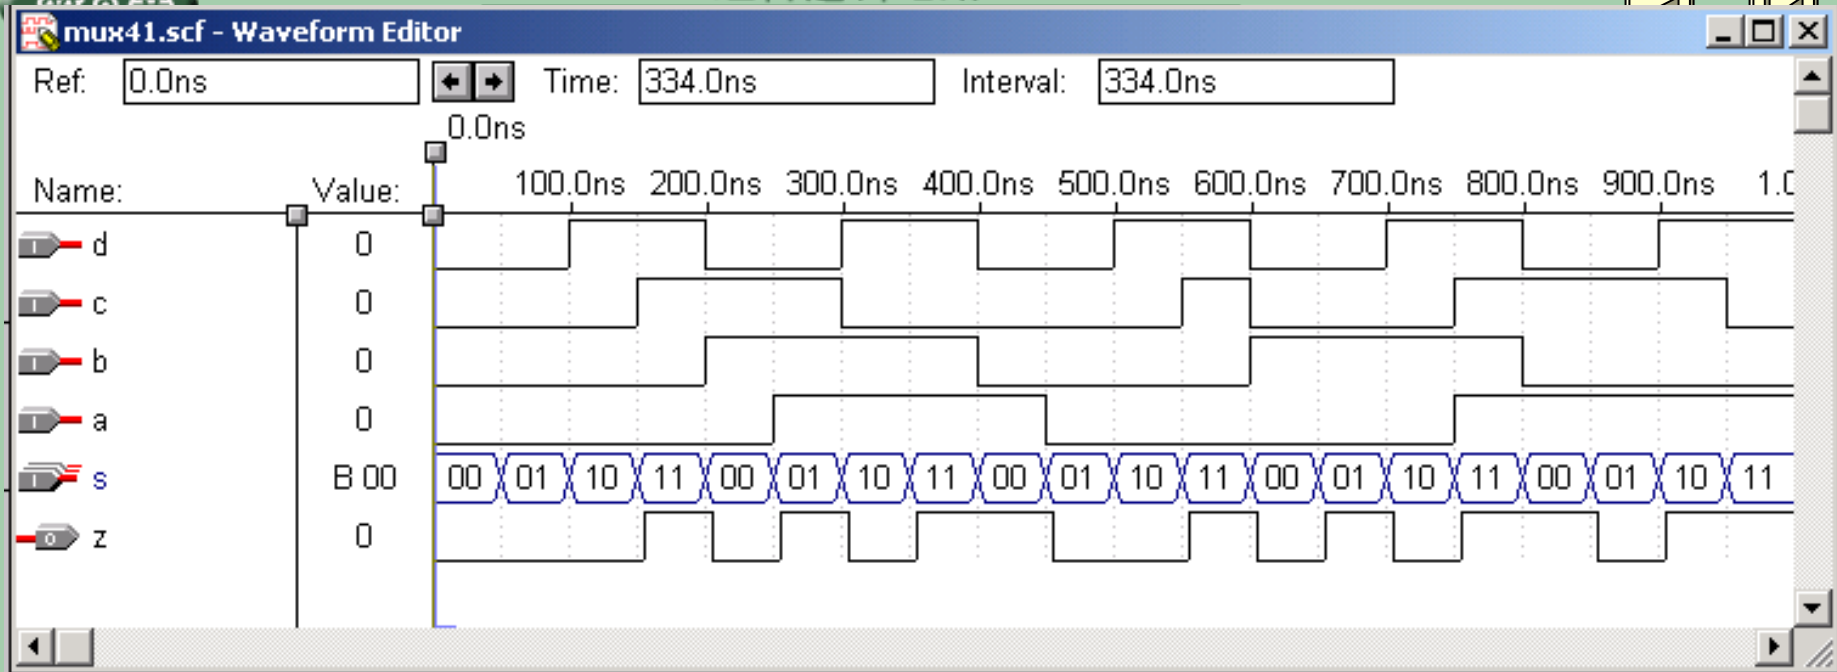 mux41.scf - Waveform Editor
Ref: 0.0ns Time: 334.0ns Interval: 334.0ns
0.0ns
Name: Value: 100.0ns 200.0ns 300.0ns 400.0ns 500.0ns 600.0ns 700.0ns 800.0ns 900.0ns 1.0
d 0
c 0
b 0
a 0
s B 00 00 01 10 11 00 01 10 11 00 01 10 11 00 01 10 11 00 01 10 11
z 0